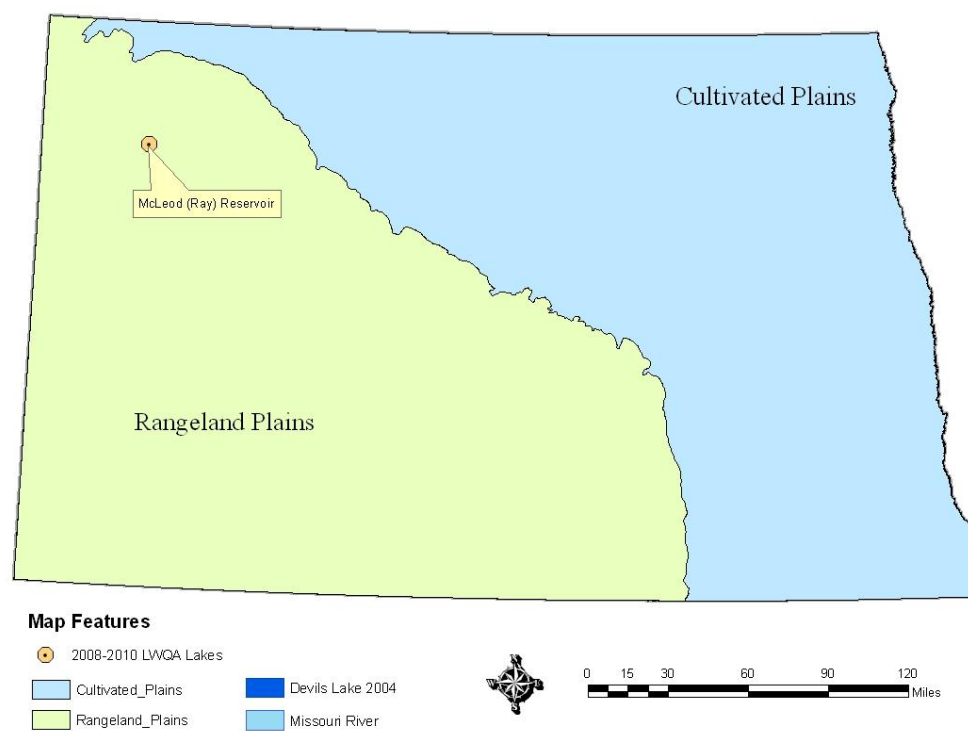 Cultivated Plains
McLeod (Ray) Reservoir
Rangeland Plains
Map Features
2008-2010 LWQA Lakes
Cultivated_Plains
Devils Lake 2004
Rangeland_Plains
Missouri River
N
W
E
S
0 15 30 60 90 120
Miles